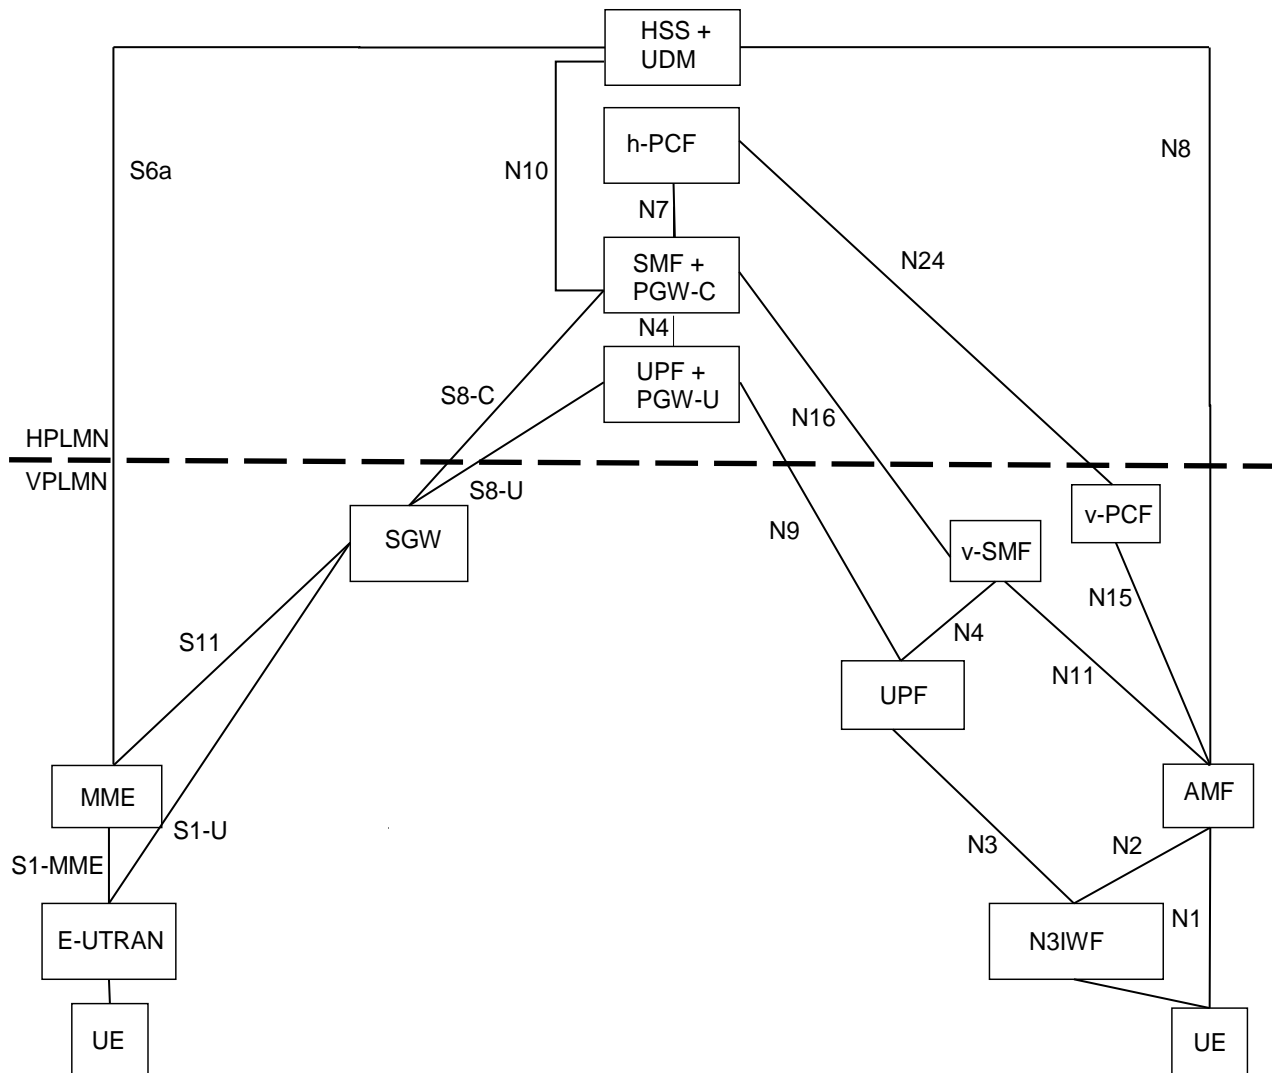 HSS +
UDM
h-PCF
N8
S6a
N10
N7
SMF +
PGW-C
N24
N4
UPF +
PGW-U
S8-C
N16
HPLMN
VPLMN
S8-U
v-PCF
N9
SGW
v-SMF
N15
S11
N4
N11
UPF
MME
AMF
S1-U
N3
N2
S1-MME
N1
E-UTRAN
N3IWF
UE
UE